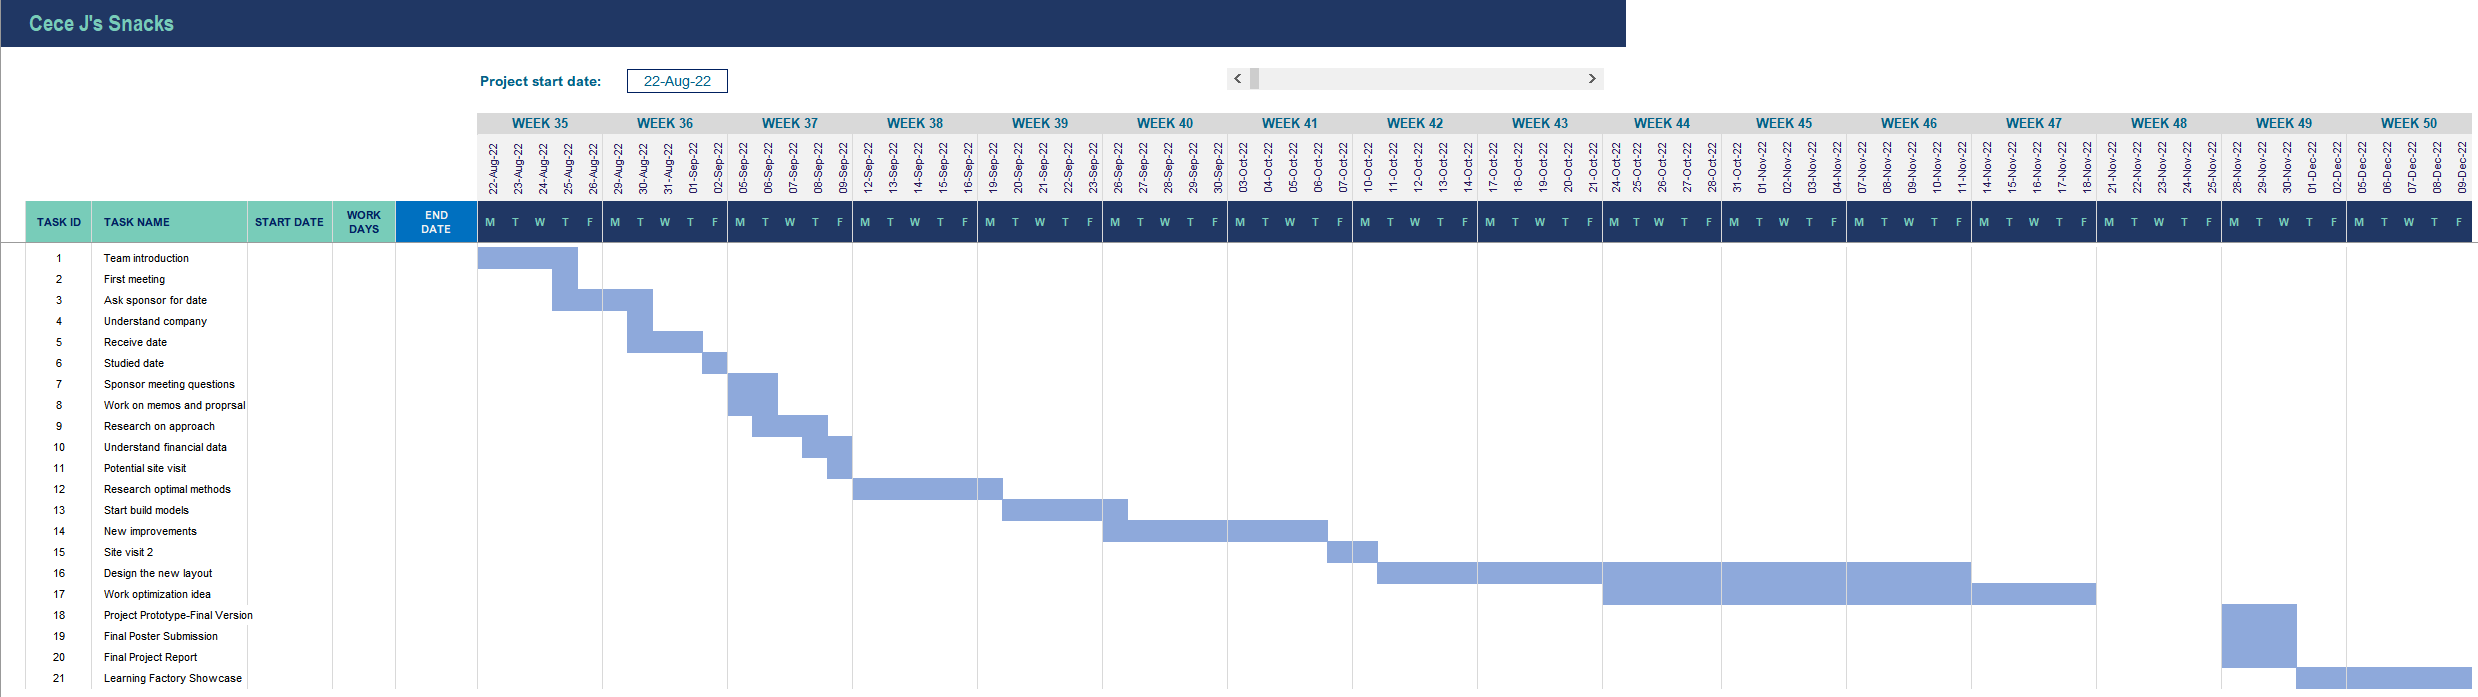 Cece J's Snacks
Project start date: 22-Aug-22
WEEK 35 WEEK 36 WEEK 37 WEEK 38 WEEK 39 WEEK 40 WEEK 41 WEEK 42 WEEK 43 WEEK 44 WEEK 45 WEEK 46 WEEK 47 WEEK 48 WEEK 49 WEEK 50
22-Aug-22 23-Aug-22 24-Aug-22 25-Aug-22 26-Aug-22 29-Aug-22 30-Aug-22 31-Aug-22 01-Sep-22 02-Sep-22 05-Sep-22 06-Sep-22 07-Sep-22 08-Sep-22 09-Sep-22 12-Sep-22 13-Sep-22 14-Sep-22 15-Sep-22 16-Sep-22 19-Sep-22 20-Sep-22 21-Sep-22 22-Sep-22 23-Sep-22 26-Sep-22 27-Sep-22 28-Sep-22 29-Sep-22 30-Sep-22 03-Oct-22 04-Oct-22 05-Oct-22 06-Oct-22 07-Oct-22 10-Oct-22 11-Oct-22 12-Oct-22 13-Oct-22 14-Oct-22 17-Oct-22 18-Oct-22 19-Oct-22 20-Oct-22 21-Oct-22 24-Oct-22 25-Oct-22 26-Oct-22 27-Oct-22 28-Oct-22 31-Oct-22 01-Nov-22 02-Nov-22 03-Nov-22 04-Nov-22 07-Nov-22 08-Nov-22 09-Nov-22 10-Nov-22 11-Nov-22 14-Nov-22 15-Nov-22 16-Nov-22 17-Nov-22 18-Nov-22 21-Nov-22 22-Nov-22 23-Nov-22 24-Nov-22 25-Nov-22 28-Nov-22 29-Nov-22 30-Nov-22 01-Dec-22 02-Dec-22 05-Dec-22 06-Dec-22 07-Dec-22 08-Dec-22 09-Dec-22
TASK ID TASK NAME START DATE WORK DAYS END DATE M T W T F M T W T F M T W T F M T W T F M T W T F M T W T F M T W T F M T W T F M T W T F M T W T F M T W T F M T W T F M T W T F M T W T F M T W T F M T W T F
1 Team introduction
2 First meeting
3 Ask sponsor for date
4 Understand company
5 Receive date
6 Studied date
7 Sponsor meeting questions
8 Work on memos and proprsal
9 Research on approach
10 Understand financial data
11 Potential site visit
12 Research optimal methods
13 Start build models
14 New improvements
15 Site visit 2
16 Design the new layout
17 Work optimization idea
18 Project Prototype-Final Version
19 Final Poster Submission
20 Final Project Report
21 Learning Factory Showcase